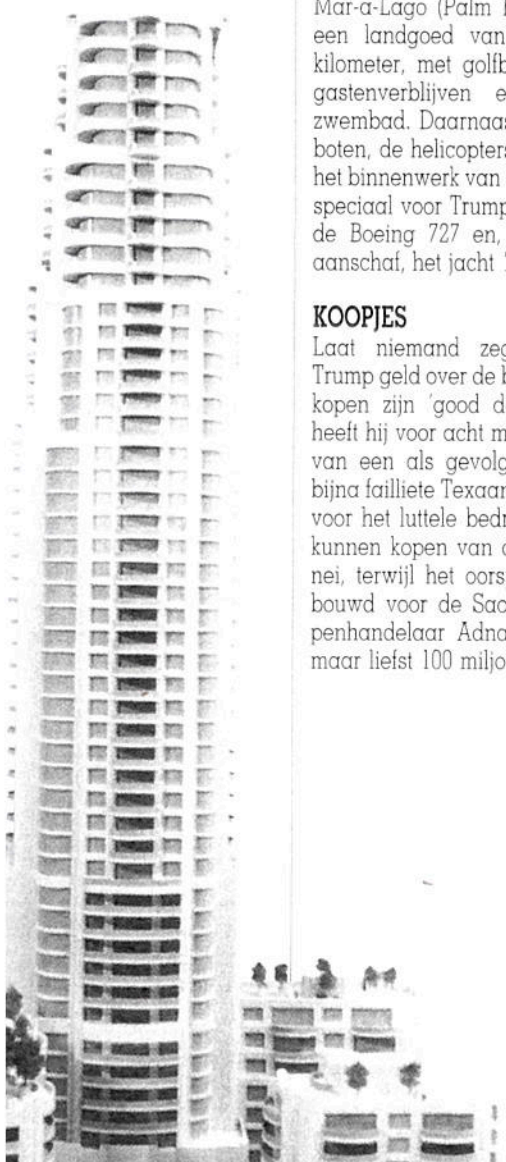 Mar-a-Lago (Palm
een landgoed van
kilometer, met golfb
gastenverblijven e
zwembad. Daarnaas
boten, de helicopters
het binnenwerk van
speciaal voor Trump
de Boeing 727 en,
aanschaf, het jacht
KOOPJES
Laat niemand zeg
Trump geld over de b
kopen zijn 'good d
heeft hij voor acht m
van een als gevolg
bijna failliete Texaan
voor het luttele bedr
kunnen kopen van
nei, terwijl het oors
bouwd voor de Sao
penhandelaar Adna
maar liefst 100 miljo